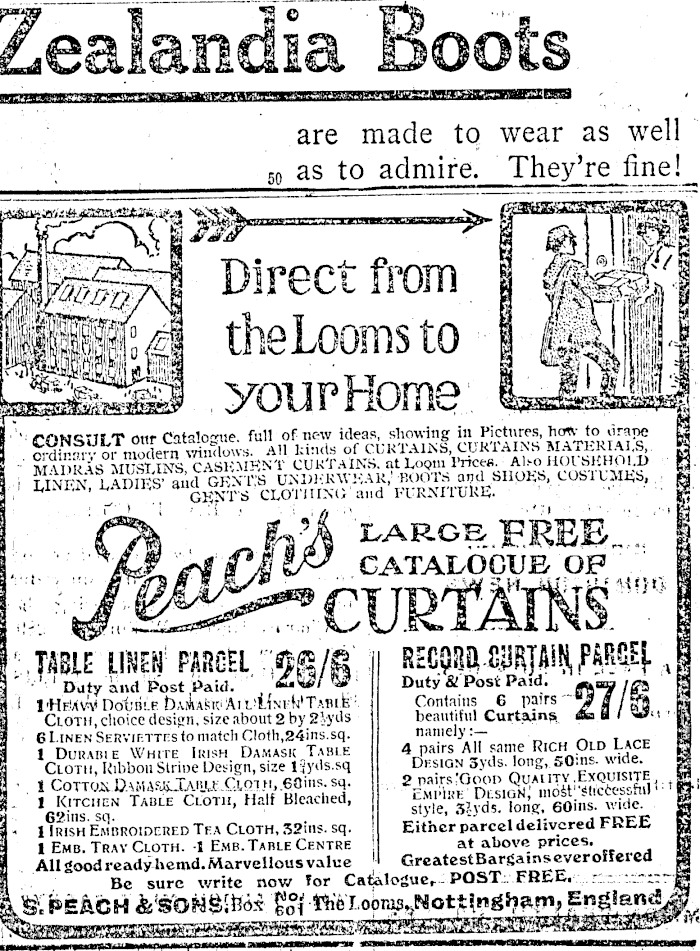 Zealandia Boots
are made to wear as well
50 as to admire. They're fine!
Direct from
the Looms to
your Home
CONSULT our Catalogue, full of new ideas, showing in Pictures, how to drape
ordinary or modern windows. All kinds of CURTAINS, CURTAINS MATERIALS,
MADRAS MUSLINS, CASEMENT CURTAINS, at Loom Prices. Also HOUSEHOLD
LINEN, LADIES' and GENT'S UNDERWEAR, BOOTS and SHOES, COSTUMES,
GENT'S CLOTHING and FURNITURE.
Peach's LARGE FREE
CATALOGUE OF
CURTAINS
TABLE LINEN PARCEL 26/6
Duty and Post Paid.
1 HEAVY DOUBLE DAMASK ALL LINEN TABLE
CLOTH, choice design, size about 2 by 2½yds
6 LINEN SERVIETTES to match Cloth, 24ins. sq.
1 DURABLE WHITE IRISH DAMASK TABLE
CLOTH, Ribbon Stripe Design, size yds. sq
1 COTTON DAMASK TABLE CLOTH, 68ins. sq.
1 KITCHEN TABLE CLOTH, Half Bleached,
62ins. sq.
1 IRISH EMBROIDERED TEA CLOTH, 32ins. sq.
1 EMB. TRAY CLOTH. 1 EMB. TABLE CENTRE
All good ready hemd. Marvellous value
RECORD CURTAIN PARCEL
Duty & Post Paid.
27/6
Contains 6 pairs
beautiful Curtains
namely:—
4 pairs All same RICH OLD LACE
DESIGN 3yds. long, 50ins. wide.
2 pairs GOOD QUALITY EXQUISITE
EMPIRE DESIGN, most successful
style, 3½yds. long, 60ins. wide.
Either parcel delivered FREE
at above prices.
Greatest Bargains ever offered
Be sure write now for Catalogue, POST FREE.
S. PEACH & SONS, Box No. 601 The Looms, Nottingham, England